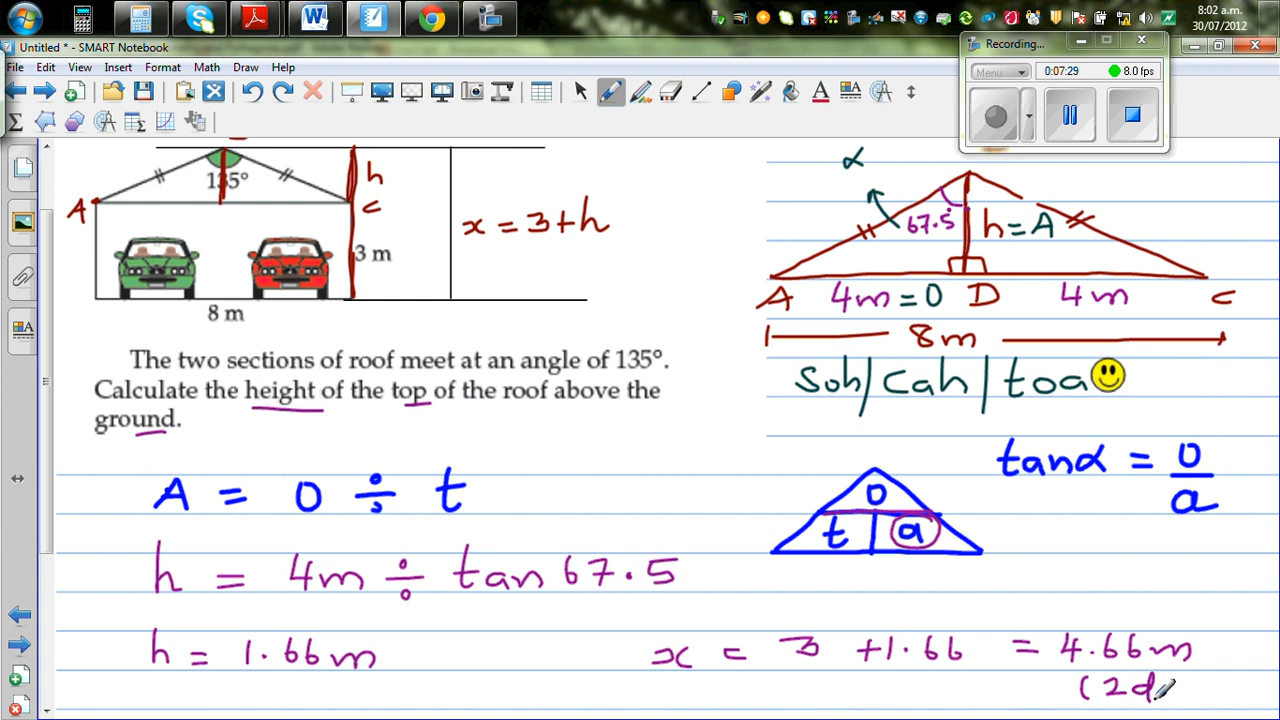 8:02 a.m.
30/07/2012
Untitled * - SMART Notebook
File Edit View Insert Format Math Draw Help
Recording...
Menu 0:07:29 8.0 fps
135°
h
A
C
3 m
8 m
x = 3 + h
α
67.5°
h = A
A 4m = O D 4m C
8m
Soh/Cah/toa
The two sections of roof meet at an angle of 135°.
Calculate the height of the top of the roof above the
ground.
tanα = O/a
A = O ÷ t
O
t a
h = 4m ÷ tan 67.5
h = 1.66m
x = 3 + 1.66 = 4.66m
(2d